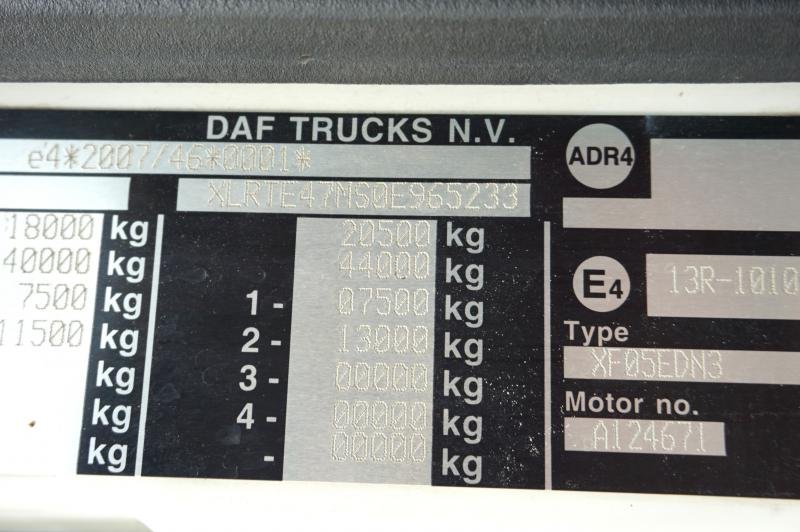 DAF TRUCKS N.V.
e4*2007/46*0001*
XLRTE47MS0E965233
18000 kg 20500 kg
40000 kg 44000 kg
7500 kg 1- 07500 kg
11500 kg 2- 13000 kg
kg 3- 00000 kg
kg 4- 00000 kg
kg - 00000 kg
ADR4
E4 13R-1010
Type
XF05EDN3
Motor no.
A124671